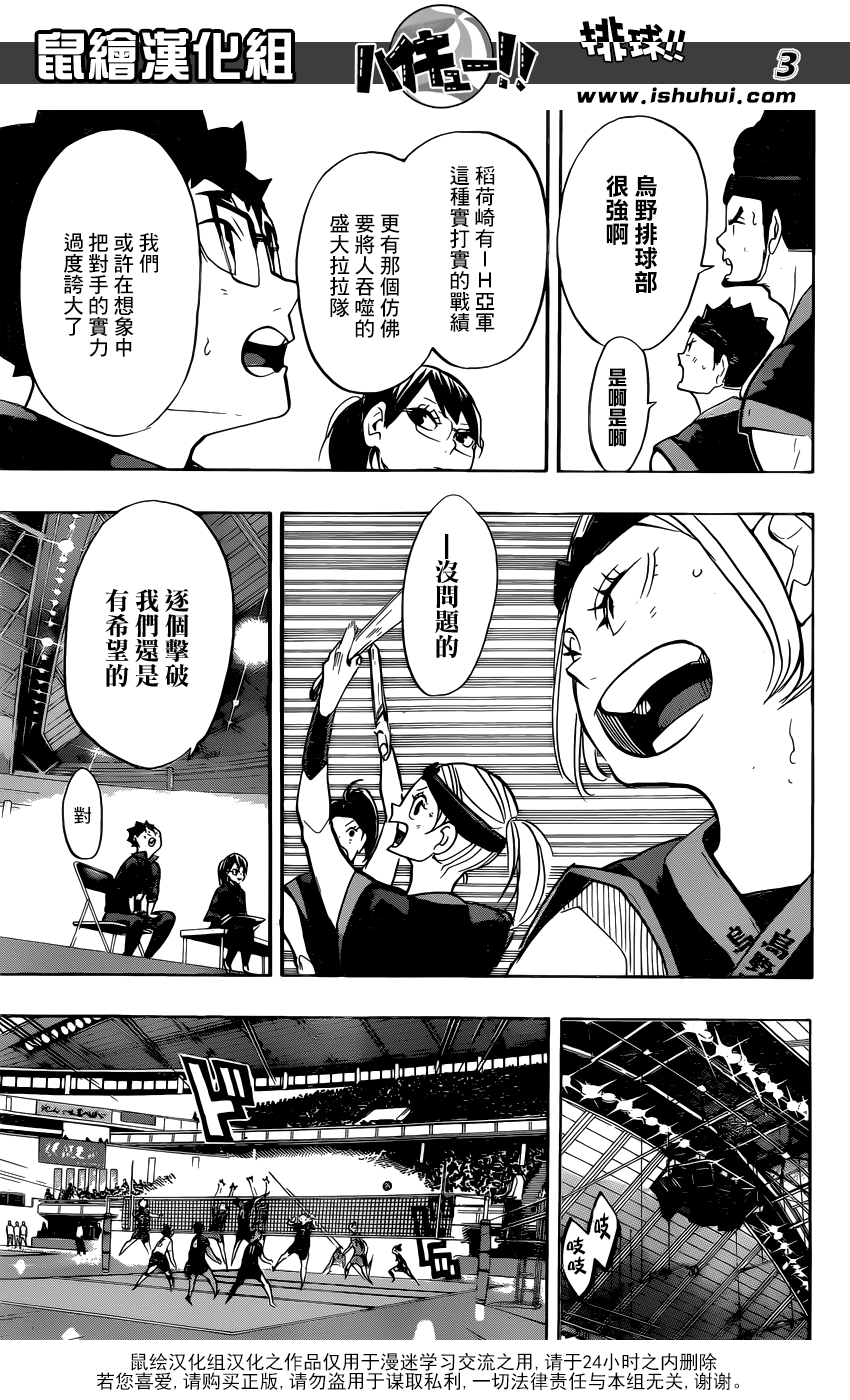 鼠繪漢化組
ハイキュー!!
排球!!
3
www.ishuhui.com
烏野排球部
很強啊
是啊是啊
稻荷崎有IH亞軍
這種實打實的戰績
更有那個仿佛
要將人吞噬的
盛大拉拉隊
我們
或許在想象中
把對手的實力
過度誇大了
—沒問題的
烏野
逐個擊破
我們還是
有希望的
對
吱
吱吱
ド
ド
鼠绘汉化组汉化之作品仅用于漫迷学习交流之用, 请于24小时之内删除
若您喜爱, 请购买正版, 请勿盗用于谋取私利, 一切法律责任与本组无关, 谢谢。